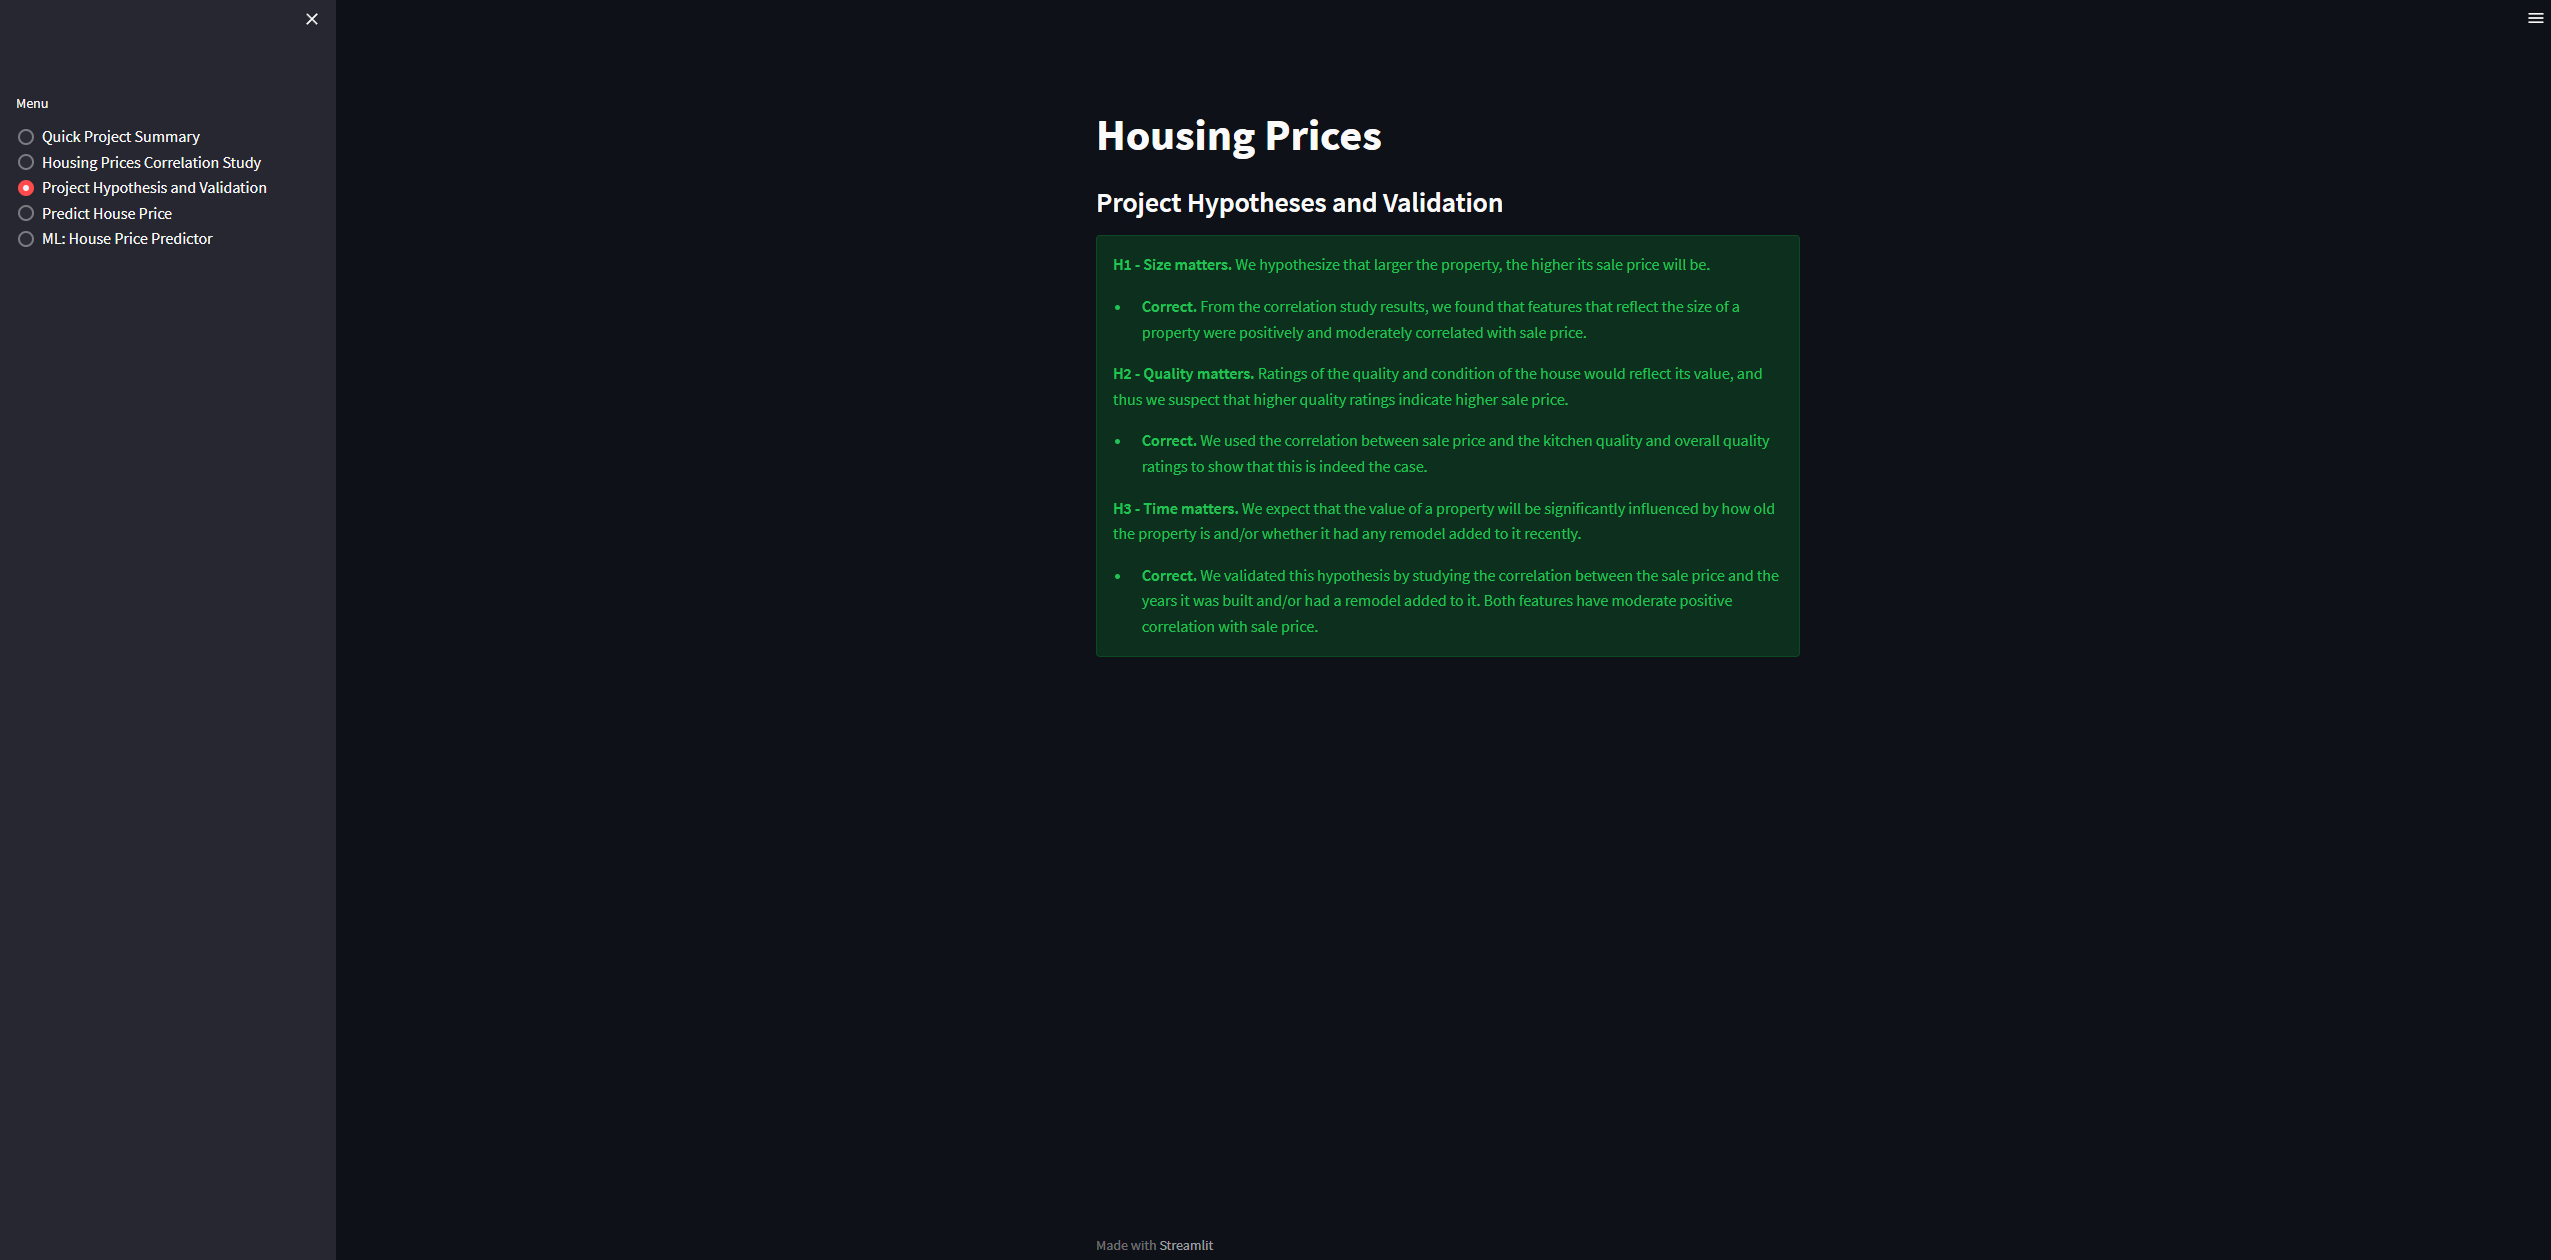 Menu
Quick Project Summary
Housing Prices Correlation Study
Project Hypothesis and Validation
Predict House Price
ML: House Price Predictor
Housing Prices
Project Hypotheses and Validation
H1 - Size matters. We hypothesize that larger the property, the higher its sale price will be.
• Correct. From the correlation study results, we found that features that reflect the size of a
property were positively and moderately correlated with sale price.
H2 - Quality matters. Ratings of the quality and condition of the house would reflect its value, and
thus we suspect that higher quality ratings indicate higher sale price.
• Correct. We used the correlation between sale price and the kitchen quality and overall quality
ratings to show that this is indeed the case.
H3 - Time matters. We expect that the value of a property will be significantly influenced by how old
the property is and/or whether it had any remodel added to it recently.
• Correct. We validated this hypothesis by studying the correlation between the sale price and the
years it was built and/or had a remodel added to it. Both features have moderate positive
correlation with sale price.
Made with Streamlit